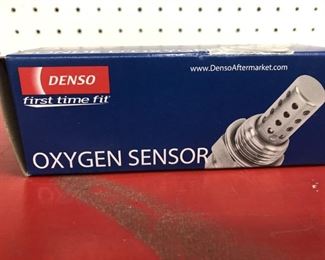 DENSO
first time fit
www.DensoAftermarket.com
OXYGEN SENSOR